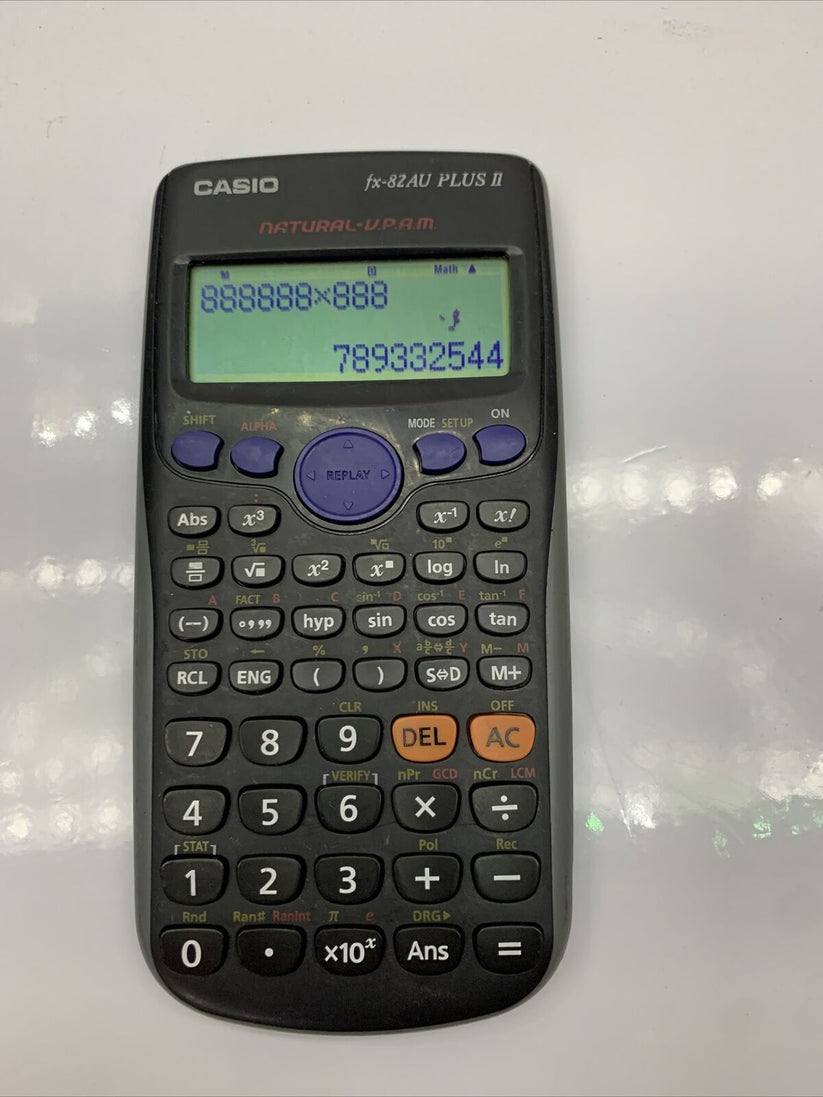 CASIO fx-82AU PLUS II
NATURAL-V.P.A.M.
M D Math ▲
888888×888
789332544
SHIFT ALPHA MODE SETUP ON
REPLAY
Abs x³ x⁻¹ x!
³√■ ■√□ 10■ e■
√■ x² x■ log ln
A FACT B C sin⁻¹ D cos⁻¹ E tan⁻¹ F
(−) °,,, hyp sin cos tan
STO ← % , X a b/c⇔d/c Y M− M
RCL ENG ( ) S⇔D M+
CLR INS OFF
7 8 9 DEL AC
VERIFY nPr GCD nCr LCM
4 5 6 × ÷
STAT Pol Rec
1 2 3 + −
Rnd Ran# RanInt π e DRG▶
0 • ×10ˣ Ans =